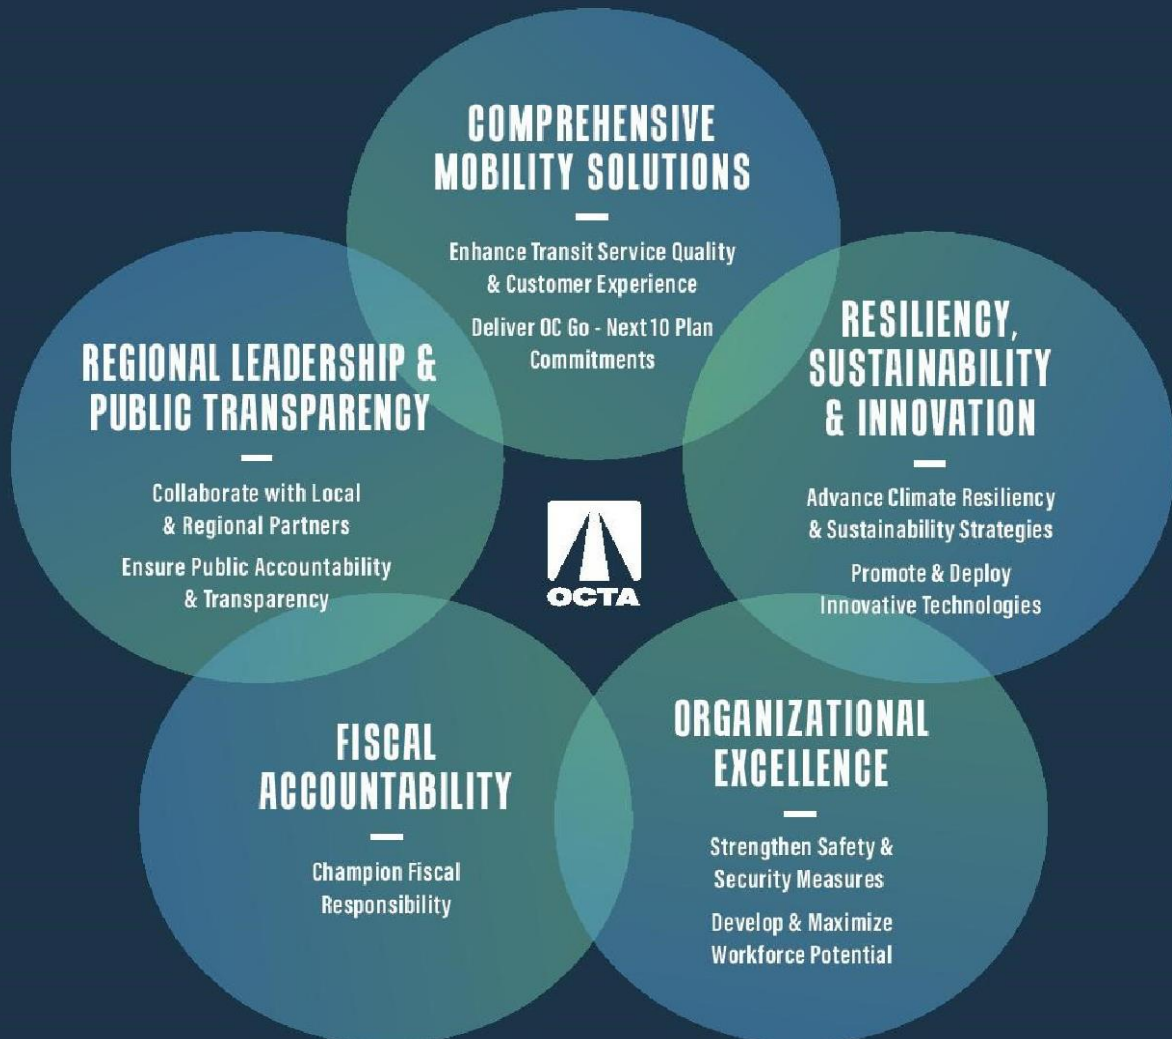 COMPREHENSIVE
MOBILITY SOLUTIONS
Enhance Transit Service Quality
& Customer Experience
Deliver OC Go - Next 10 Plan
Commitments
REGIONAL LEADERSHIP &
PUBLIC TRANSPARENCY
Collaborate with Local
& Regional Partners
Ensure Public Accountability
& Transparency
RESILIENCY,
SUSTAINABILITY
& INNOVATION
Advance Climate Resiliency
& Sustainability Strategies
Promote & Deploy
Innovative Technologies
OCTA
FISCAL
ACCOUNTABILITY
Champion Fiscal
Responsibility
ORGANIZATIONAL
EXCELLENCE
Strengthen Safety &
Security Measures
Develop & Maximize
Workforce Potential